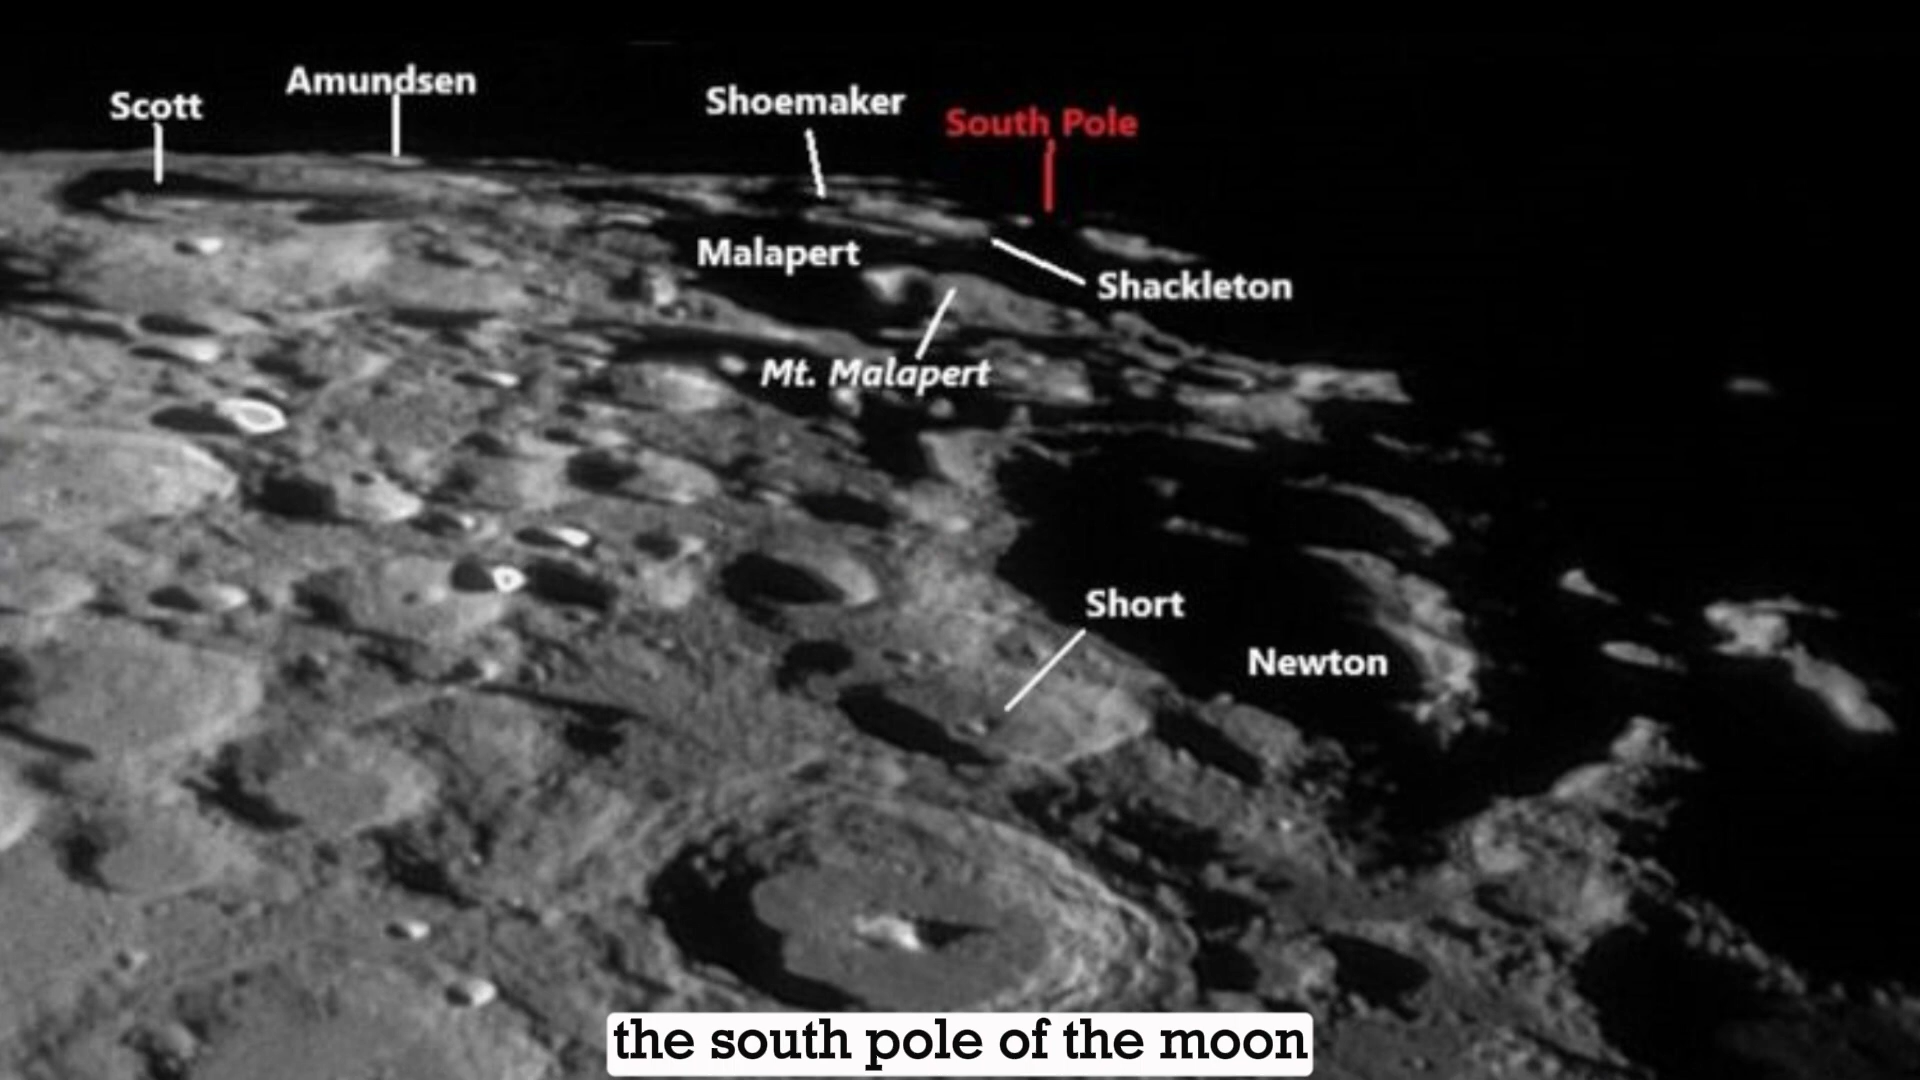 Scott
Amundsen
Shoemaker
South Pole
Malapert
Shackleton
Mt. Malapert
Short
Newton
the south pole of the moon